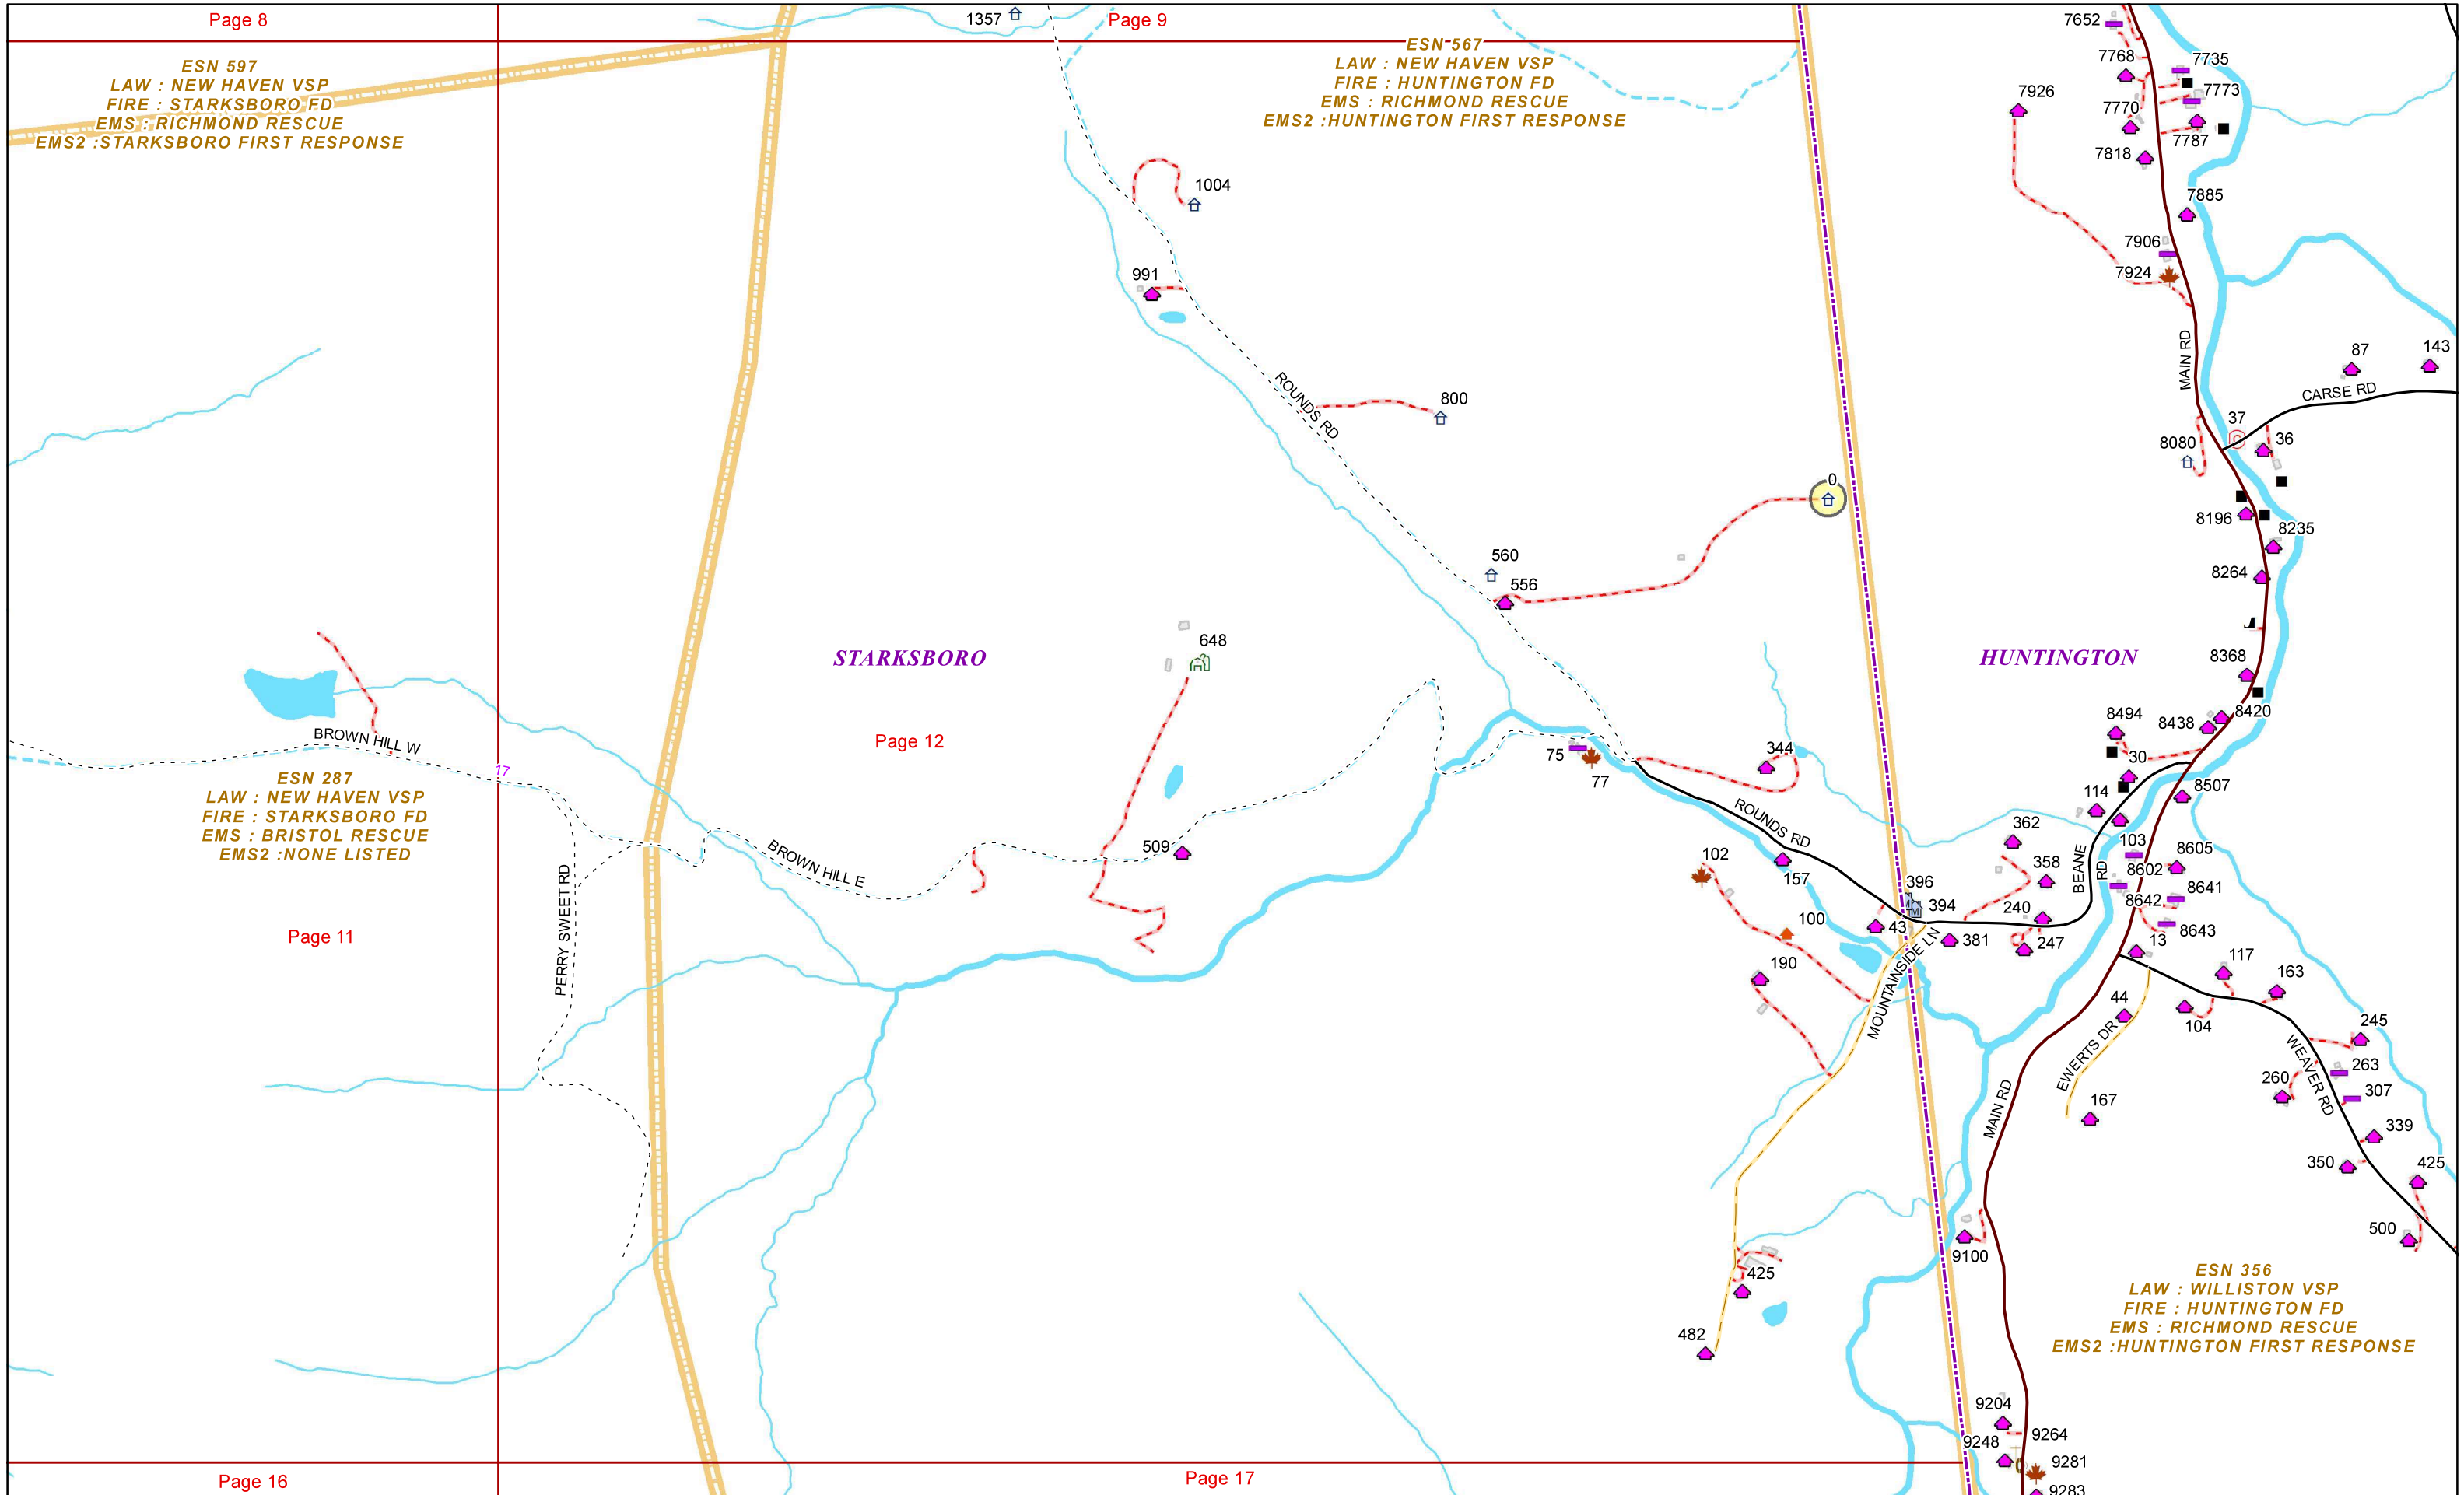 Page 8
1357
Page 9
7652
ESN 597
LAW : NEW HAVEN VSP
FIRE : STARKSBORO FD
EMS : RICHMOND RESCUE
EMS2 :STARKSBORO FIRST RESPONSE
ESN 567
LAW : NEW HAVEN VSP
FIRE : HUNTINGTON FD
EMS : RICHMOND RESCUE
EMS2 :HUNTINGTON FIRST RESPONSE
7768
7735
7926
7773
7770
7787
7818
1004
7885
7906
991
7924
MAIN RD
87
143
ROUNDS RD
800
CARSE RD
37
36
8080
0
8196
8235
560
556
8264
648
STARKSBORO
HUNTINGTON
8368
Page 12
8494
8438
8420
BROWN HILL W
17
75
77
344
30
ESN 287
LAW : NEW HAVEN VSP
FIRE : STARKSBORO FD
EMS : BRISTOL RESCUE
EMS2 :NONE LISTED
114
8507
ROUNDS RD
362
103
509
BROWN HILL E
102
157
358
BEANE RD
8602
8605
PERRY SWEET RD
396
394
8641
8642
240
100
43
381
247
8643
Page 11
13
190
MOUNTAINSIDE LN
117
163
44
104
245
EWERTS DR
WEAVER RD
263
260
307
167
MAIN RD
339
350
425
500
9100
425
ESN 356
LAW : WILLISTON VSP
FIRE : HUNTINGTON FD
EMS : RICHMOND RESCUE
EMS2 :HUNTINGTON FIRST RESPONSE
482
9204
9264
9248
9281
Page 16
Page 17
9283